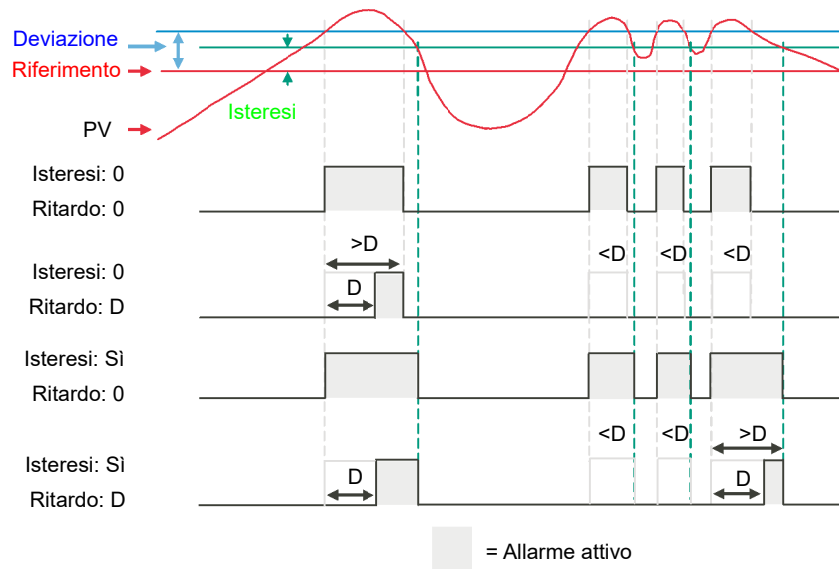 Deviazione
Riferimento
Isteresi
PV
Isteresi: 0
Ritardo: 0
>D
<D
<D
<D
Isteresi: 0
D
Ritardo: D
Isteresi: Sì
Ritardo: 0
<D
<D
>D
Isteresi: Sì
D
D
Ritardo: D
= Allarme attivo